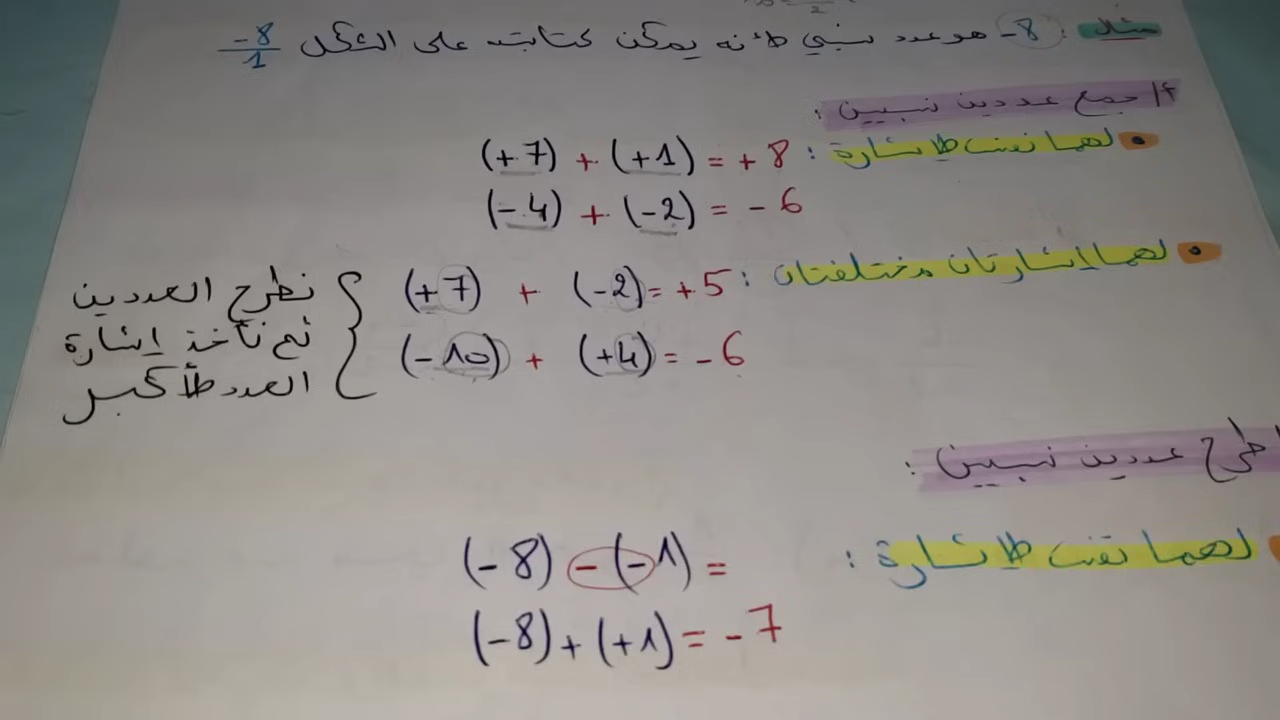 مثال : 8- هو عدد نسبي لأنه يمكن كتابته على الشكل -8/1
أ/ جمع عددين نسبيين :
• لهما نفس الإشارة : (+7) + (+1) = +8
(-4) + (-2) = -6
• لهما إشارتان مختلفتان : (+7) + (-2) = +5
(-10) + (+4) = -6
نطرح العددين
ثم نأخذ إشارة
العدد الأكبر
طرح عددين نسبيين :
لهما نفس الإشارة :
(-8) - (-1) =
(-8) + (+1) = -7